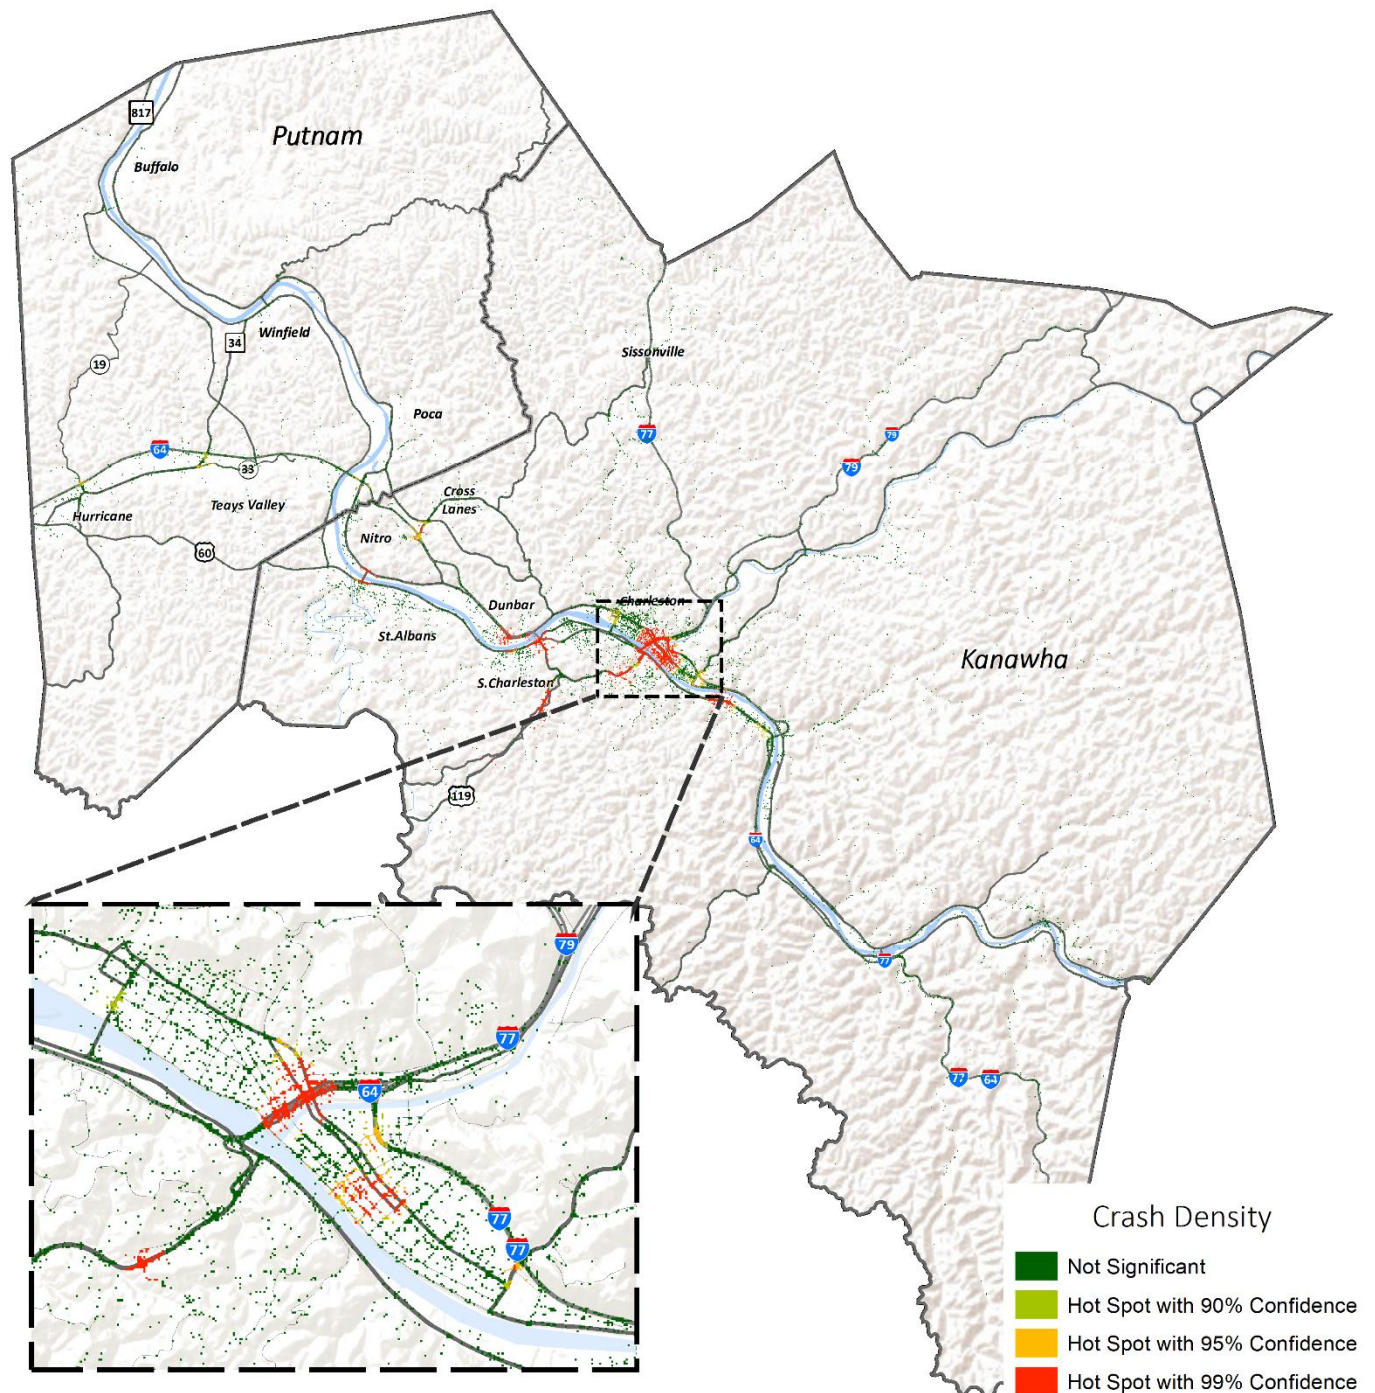 817
Putnam
Buffalo
34
Winfield
19
Sissonville
Poca
77
79
64
33
79
Cross
Lanes
Teays Valley
Hurricane
Nitro
60
Dunbar
Charleston
St.Albans
Kanawha
S.Charleston
119
64
79
77
77
64
77
64
77
77
Crash Density
Not Significant
Hot Spot with 90% Confidence
Hot Spot with 95% Confidence
Hot Spot with 99% Confidence